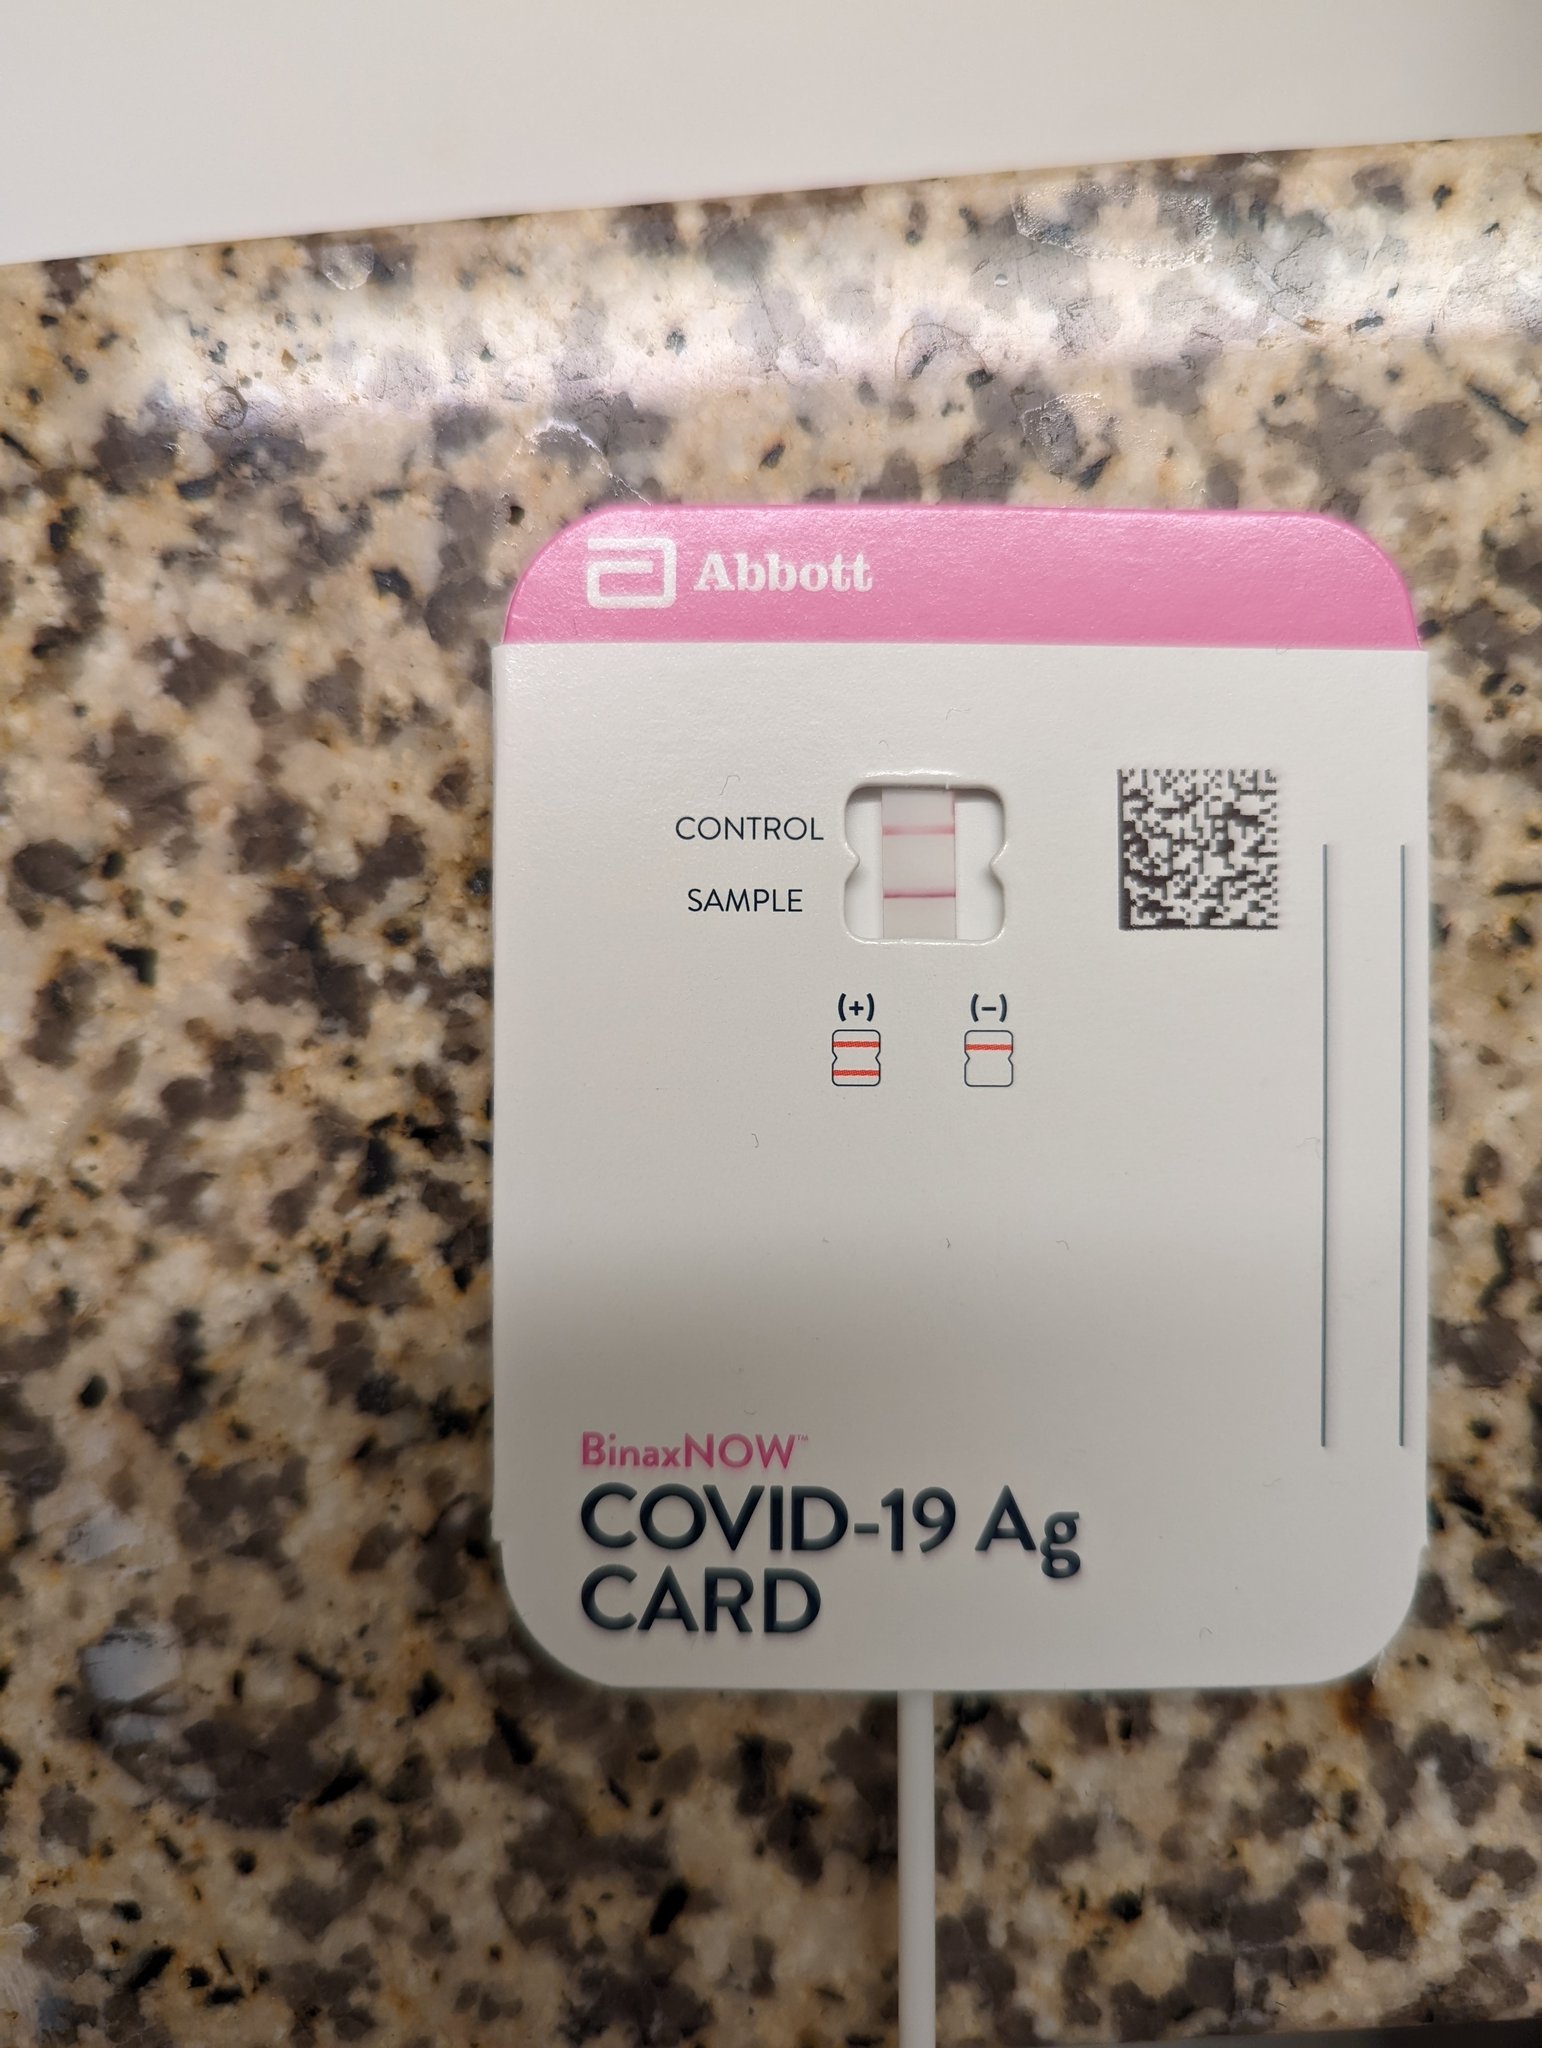 Abbott
CONTROL
SAMPLE
(+) (-)
BinaxNOW™
COVID-19 Ag
CARD